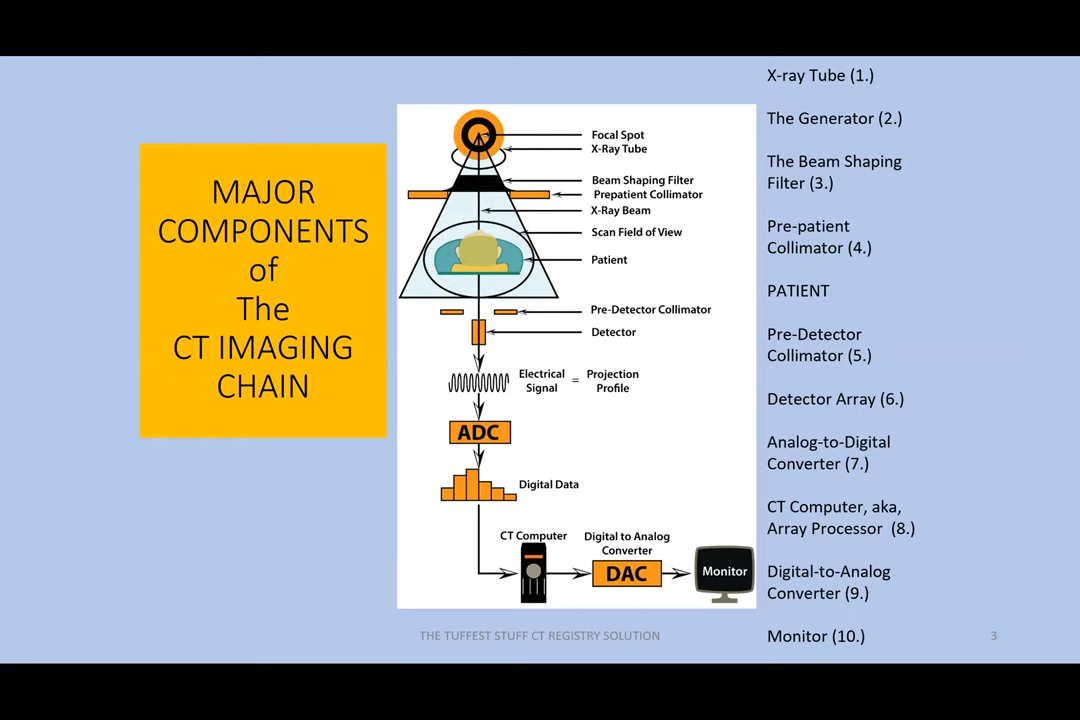 MAJOR
COMPONENTS
of
The
CT IMAGING
CHAIN
Focal Spot
X-Ray Tube
Beam Shaping Filter
Prepatient Collimator
X-Ray Beam
Scan Field of View
Patient
Pre-Detector Collimator
Detector
Electrical
Signal
=
Projection
Profile
ADC
Digital Data
CT Computer
Digital to Analog
Converter
DAC
Monitor
X-ray Tube (1.)
The Generator (2.)
The Beam Shaping
Filter (3.)
Pre-patient
Collimator (4.)
PATIENT
Pre-Detector
Collimator (5.)
Detector Array (6.)
Analog-to-Digital
Converter (7.)
CT Computer, aka,
Array Processor (8.)
Digital-to-Analog
Converter (9.)
Monitor (10.)
THE TUFFEST STUFF CT REGISTRY SOLUTION
3